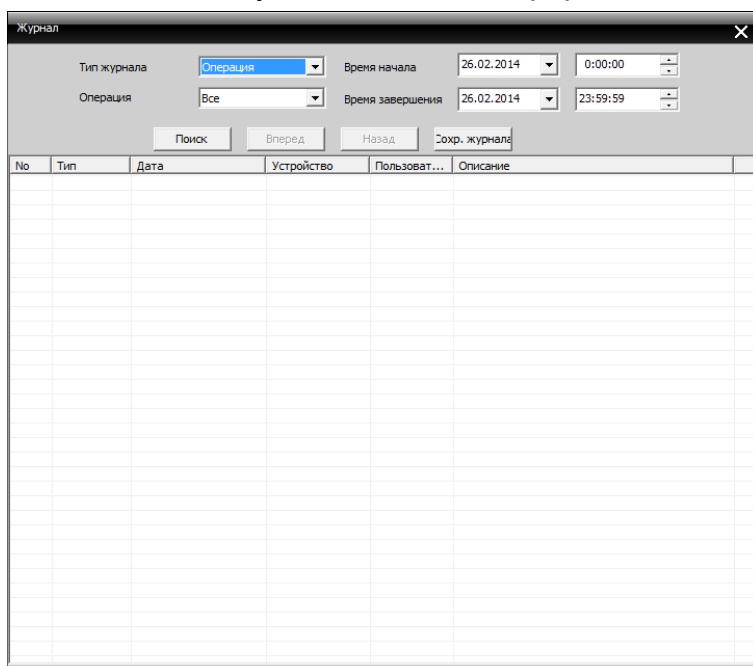 Журнал
Тип журнала Операция Время начала 26.02.2014 0:00:00
Операция Все Время завершения 26.02.2014 23:59:59
Поиск Вперед Назад Сохр. журнала
No Тип Дата Устройство Пользоват... Описание